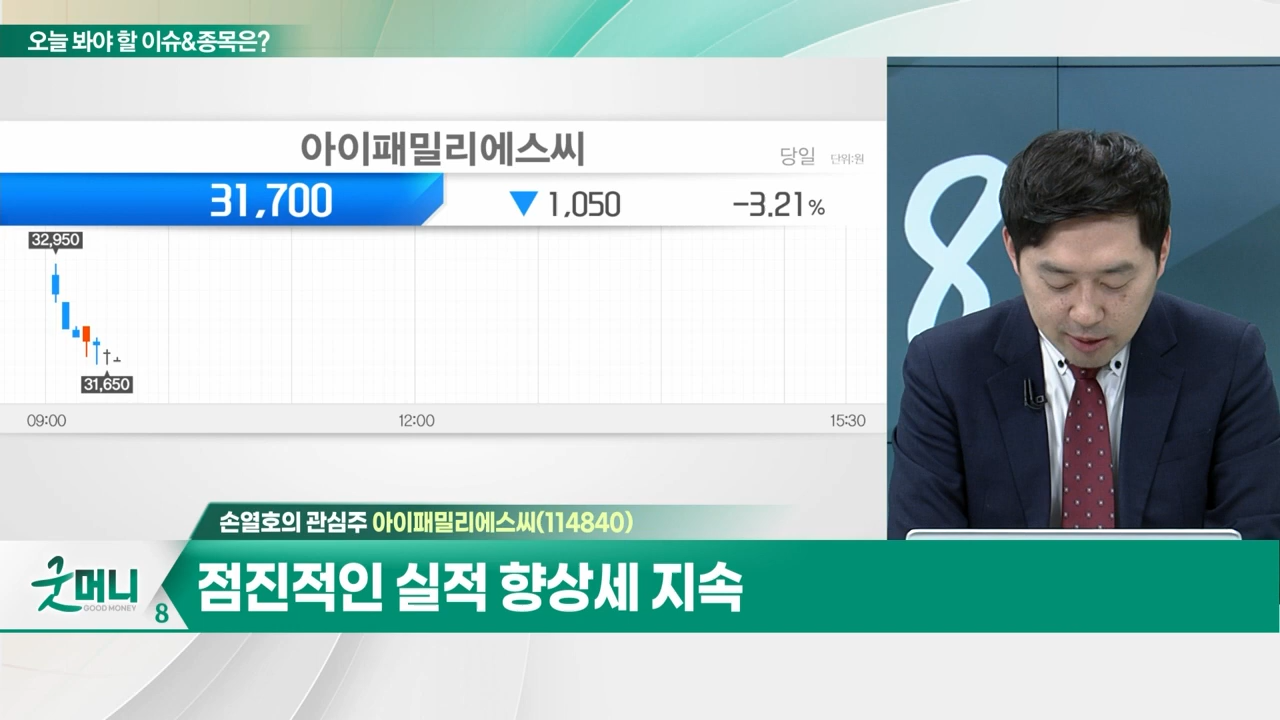 오늘 봐야 할 이슈&종목은?
아이패밀리에스씨
당일 단위:원
31,700 ▼ 1,050 -3.21%
32,950
31,650
09:00 12:00 15:30
8
손열호의 관심주 아이패밀리에스씨(114840)
굿머니
GOOD MONEY
8
점진적인 실적 향상세 지속